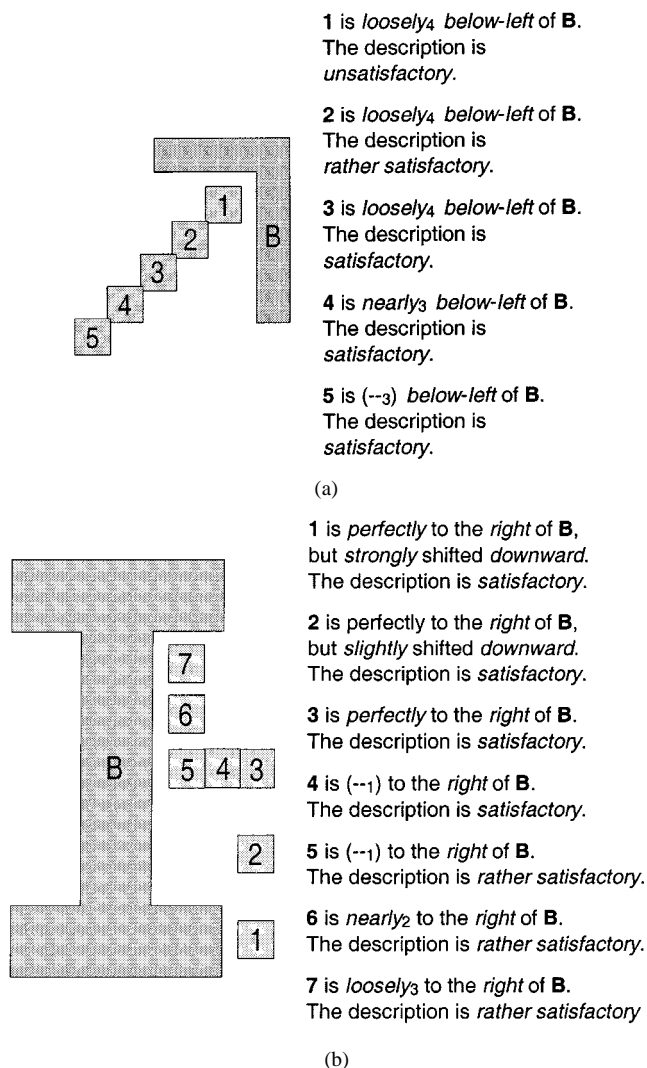 1 is loosely4 below-left of B.
The description is
unsatisfactory.
2 is loosely4 below-left of B.
The description is
rather satisfactory.
3 is loosely4 below-left of B.
The description is
satisfactory.
4 is nearly3 below-left of B.
The description is
satisfactory.
5 is (--3) below-left of B.
The description is
satisfactory.
1
2
B
3
4
5
(a)
1 is perfectly to the right of B,
but strongly shifted downward.
The description is satisfactory.
2 is perfectly to the right of B,
but slightly shifted downward.
The description is satisfactory.
3 is perfectly to the right of B.
The description is satisfactory.
4 is (--1) to the right of B.
The description is satisfactory.
5 is (--1) to the right of B.
The description is rather satisfactory.
6 is nearly2 to the right of B.
The description is rather satisfactory.
7 is loosely3 to the right of B.
The description is rather satisfactory
7
6
B
5 4 3
2
1
(b)